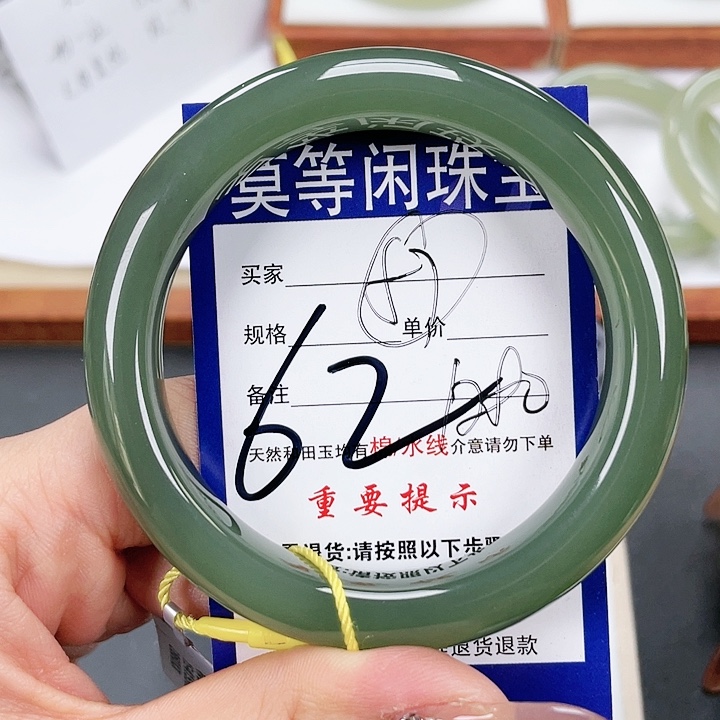 莫等闲珠宝
买家
规格 单价
62
备注
天然和田玉均有棉/水线介意请勿下单
重要提示
退货:请按照以下步骤
退货退款